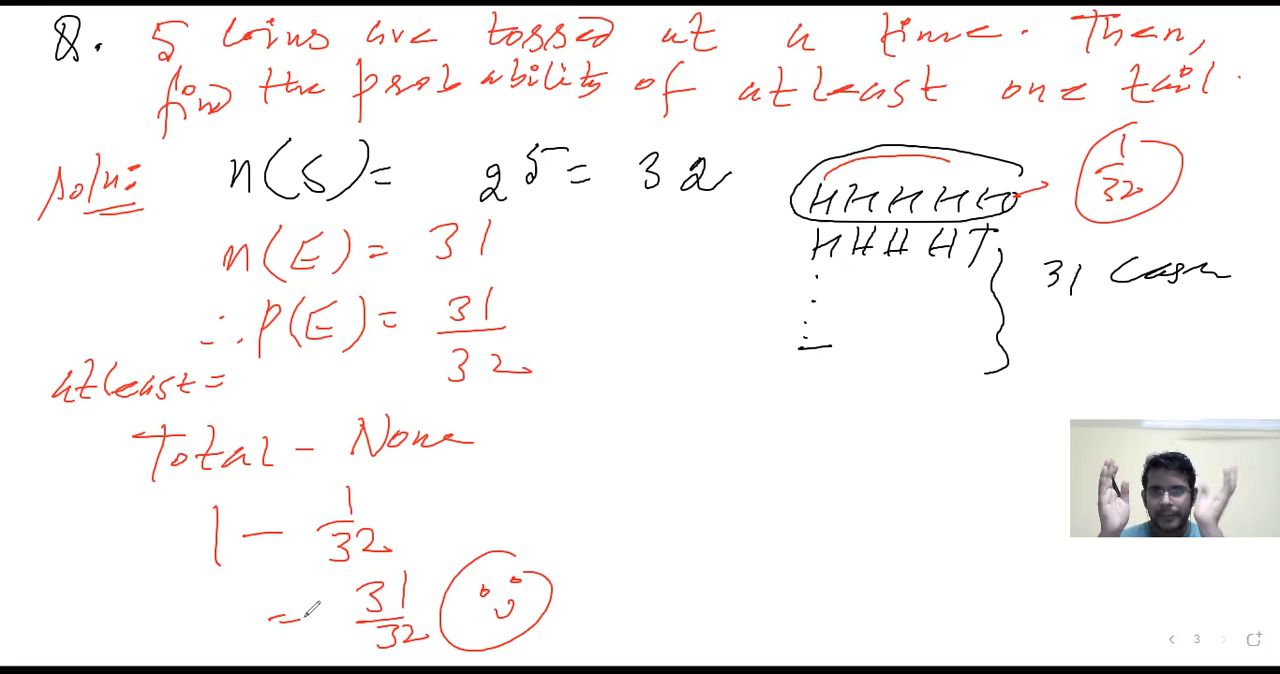 Q. 5 coins are tossed at a time. Then,
find the probability of atleast one tail.
Soln:
n(S) = 2^5 = 32
n(E) = 31
∴ P(E) = 31/32
atleast =
Total - None
1 - 1/32
= 31/32
HHHHH
1/32
HHHHT
31 Cases
3